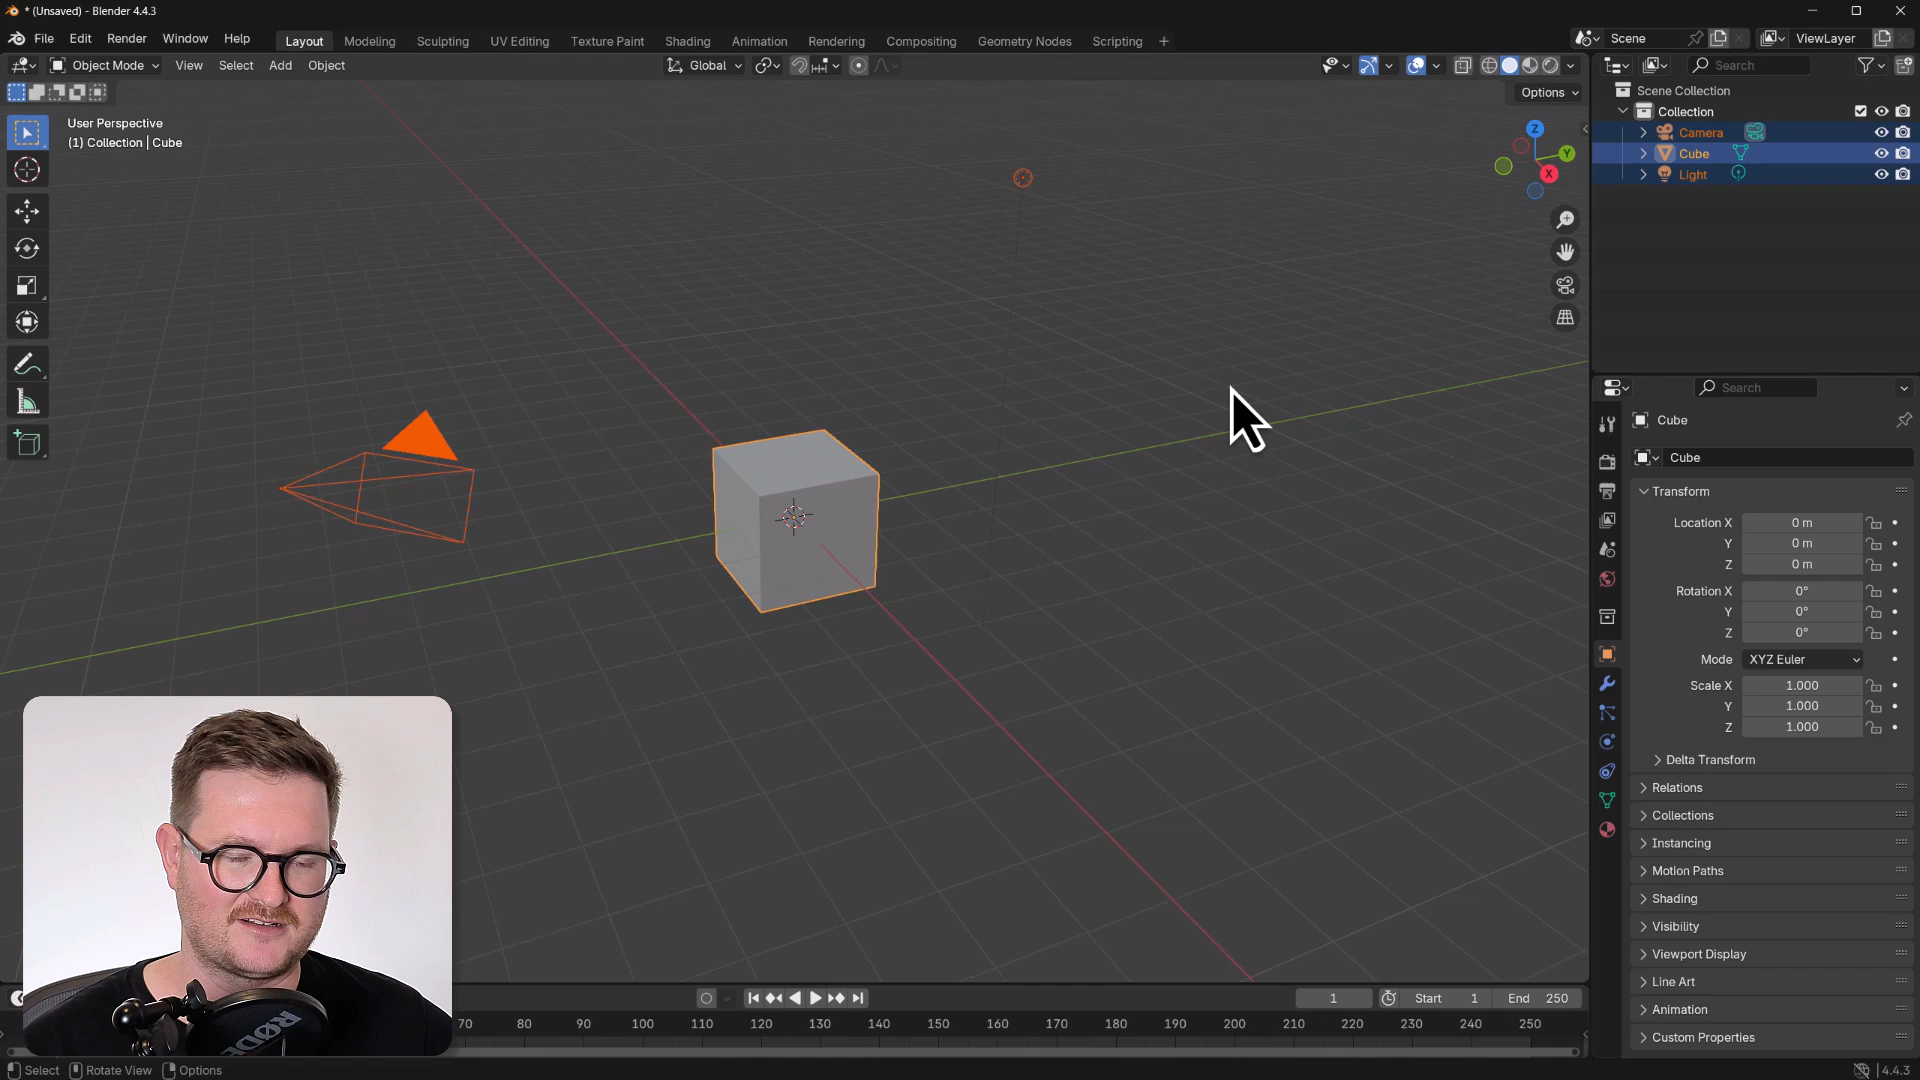 * (Unsaved) - Blender 4.4.3
File Edit Render Window Help
Layout Modeling Sculpting UV Editing Texture Paint Shading Animation Rendering Compositing Geometry Nodes Scripting +
Scene
ViewLayer
Object Mode View Select Add Object
Global
Search
Options
Scene Collection
Collection
Camera
Cube
Light
User Perspective
(1) Collection | Cube
Z
Y
X
Search
Cube
Cube
Transform
Location X 0 m
Y 0 m
Z 0 m
Rotation X 0°
Y 0°
Z 0°
Mode XYZ Euler
Scale X 1.000
Y 1.000
Z 1.000
Delta Transform
Relations
Collections
Instancing
Motion Paths
Shading
Visibility
Viewport Display
Line Art
Animation
Custom Properties
RØDE
1 Start 1 End 250
70 80 90 100 110 120 130 140 150 160 170 180 190 200 210 220 230 240 250
Select Rotate View Options
4.4.3